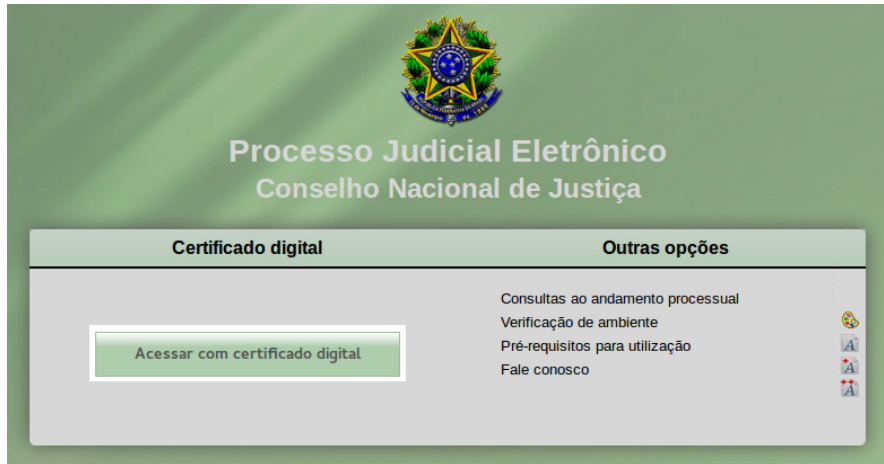 Processo Judicial Eletrônico
Conselho Nacional de Justiça
Certificado digital
Outras opções
Acessar com certificado digital
Consultas ao andamento processual
Verificação de ambiente
Pré-requisitos para utilização
Fale conosco
A
A
A